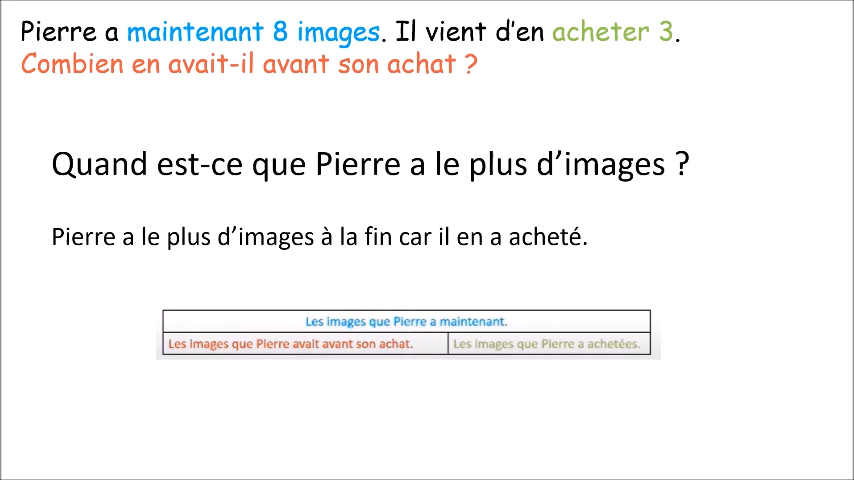 Pierre a maintenant 8 images. Il vient d'en acheter 3.
Combien en avait-il avant son achat ?
Quand est-ce que Pierre a le plus d'images ?
Pierre a le plus d'images à la fin car il en a acheté.
Les images que Pierre a maintenant.
Les images que Pierre avait avant son achat.
Les images que Pierre a achetées.